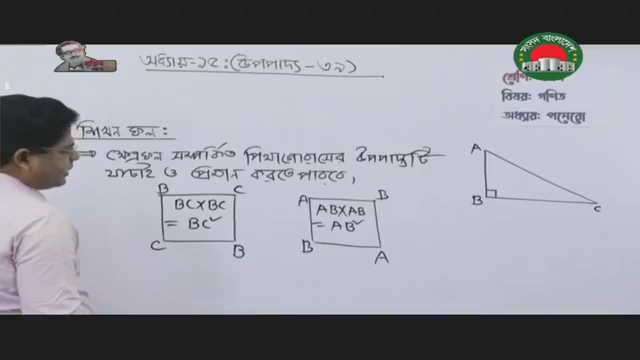 অধ্যায়-১৫ : (উপপাদ্য-৩৯)
সংসদ বাংলাদেশ
বিষয়: গণিত
অধ্যায়: পনেরো
শিখন ফল :
⇒ ক্ষেত্রফল সম্পর্কিত পিথাগোরাসের উপপাদ্যটি
যাচাই ও প্রমাণ করতে পারবে,
B C
BC×BC
= BC²
C B
A B
AB×AB
= AB²
B A
A
B C